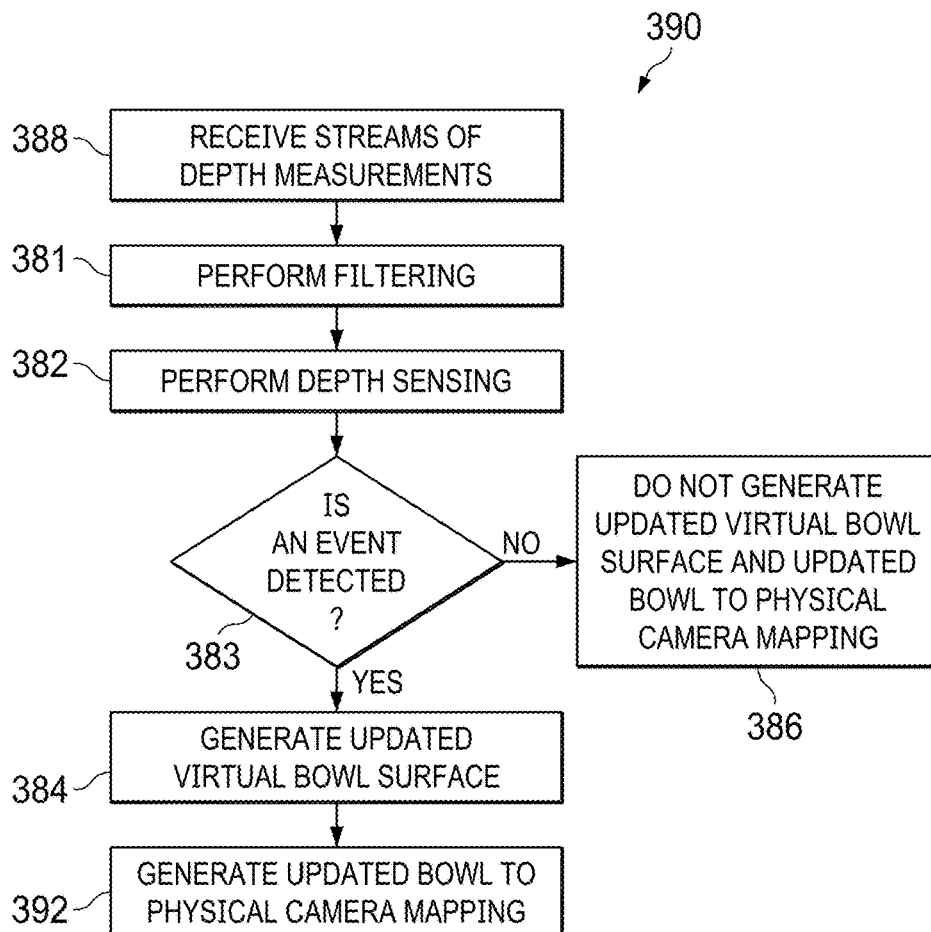 390
388
RECEIVE STREAMS OF
DEPTH MEASUREMENTS
381
PERFORM FILTERING
382
PERFORM DEPTH SENSING
IS
AN EVENT
DETECTED
?
383
NO
DO NOT GENERATE
UPDATED VIRTUAL BOWL
SURFACE AND UPDATED
BOWL TO PHYSICAL
CAMERA MAPPING
386
YES
GENERATE UPDATED
VIRTUAL BOWL SURFACE
384
GENERATE UPDATED BOWL TO
PHYSICAL CAMERA MAPPING
392